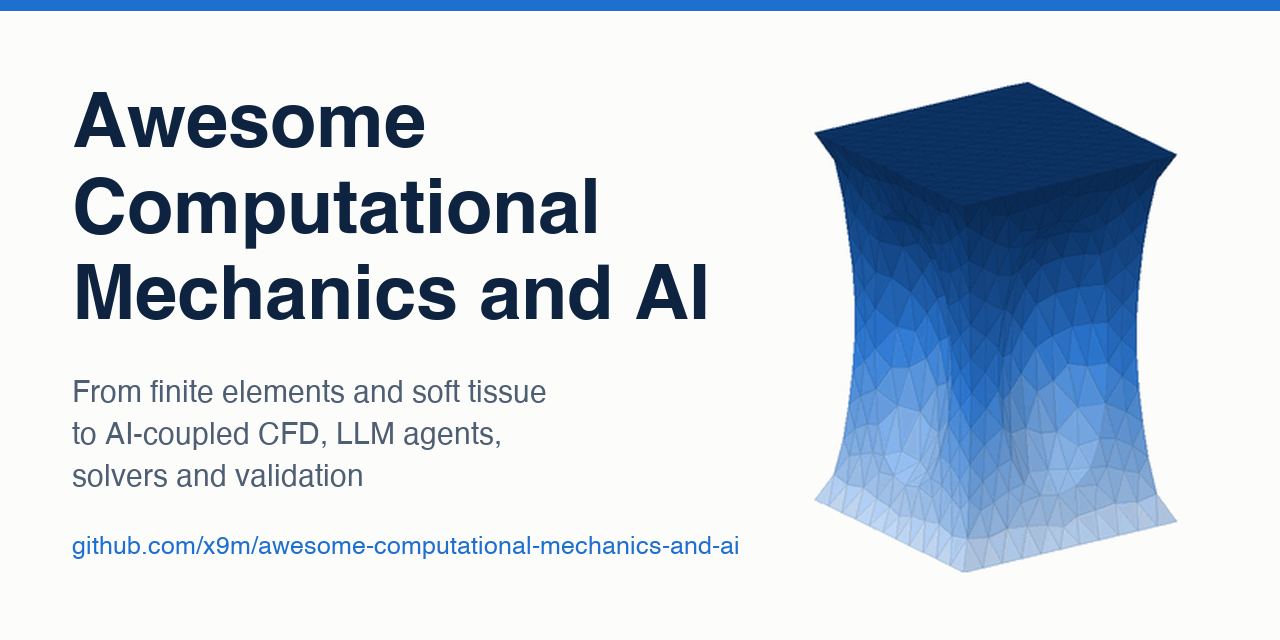 Awesome
Computational
Mechanics and AI
From finite elements and soft tissue
to AI-coupled CFD, LLM agents,
solvers and validation
github.com/x9m/awesome-computational-mechanics-and-ai